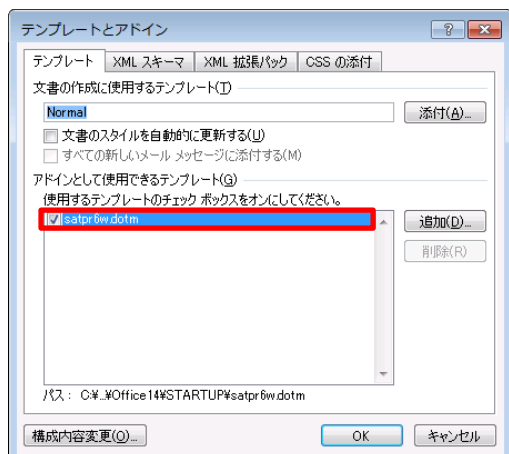 テンプレートとアドイン
テンプレート XML スキーマ XML 拡張パック CSS の添付
文書の作成に使用するテンプレート(T)
Normal 添付(A)...
文書のスタイルを自動的に更新する(U)
すべての新しいメール メッセージに添付する(M)
アドインとして使用できるテンプレート(G)
使用するテンプレートのチェック ボックスをオンにしてください。
satpr6w.dotm 追加(D)...
削除(R)
パス： C:¥...¥Office14¥STARTUP¥satpr6w.dotm
構成内容変更(O)... OK キャンセル